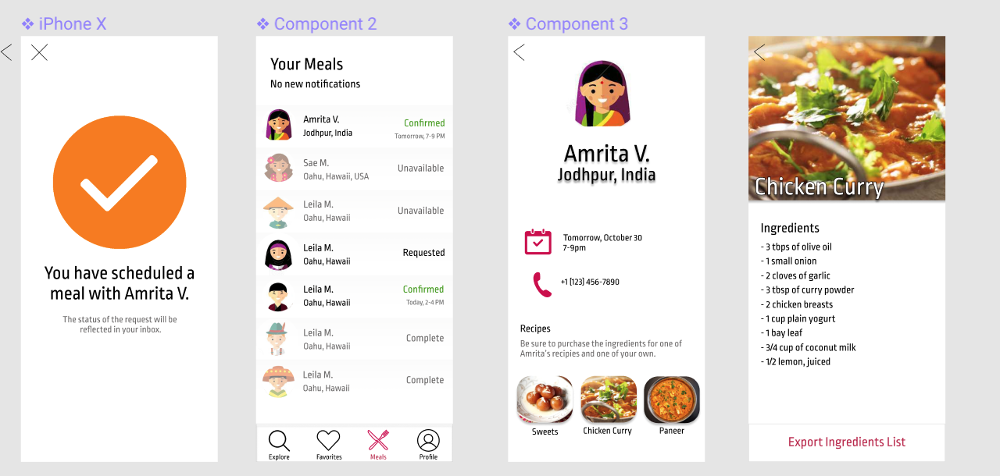 iPhone X
You have scheduled a
meal with Amrita V.
The status of the request will be
reflected in your inbox.
Component 2
Your Meals
No new notifications
Amrita V.
Jodhpur, India
Confirmed
Tomorrow, 7-9 PM
Sae M.
Oahu, Hawaii, USA
Unavailable
Leila M.
Oahu, Hawaii
Unavailable
Leila M.
Oahu, Hawaii
Requested
Leila M.
Oahu, Hawaii
Confirmed
Today, 2-4 PM
Leila M.
Oahu, Hawaii
Complete
Leila M.
Oahu, Hawaii
Complete
Explore
Favorites
Meals
Profile
Component 3
Amrita V.
Jodhpur, India
Tomorrow, October 30
7-9pm
+1 [123] 456-7890
Recipes
Be sure to purchase the ingredients for one of
Amrita's recipies and one of your own.
Sweets
Chicken Curry
Paneer
Chicken Curry
Ingredients
- 3 tbps of olive oil
- 1 small onion
- 2 cloves of garlic
- 3 tbsp of curry powder
- 2 chicken breasts
- 1 cup plain yogurt
- 1 bay leaf
- 3/4 cup of coconut milk
- 1/2 lemon, juiced
Export Ingredients List